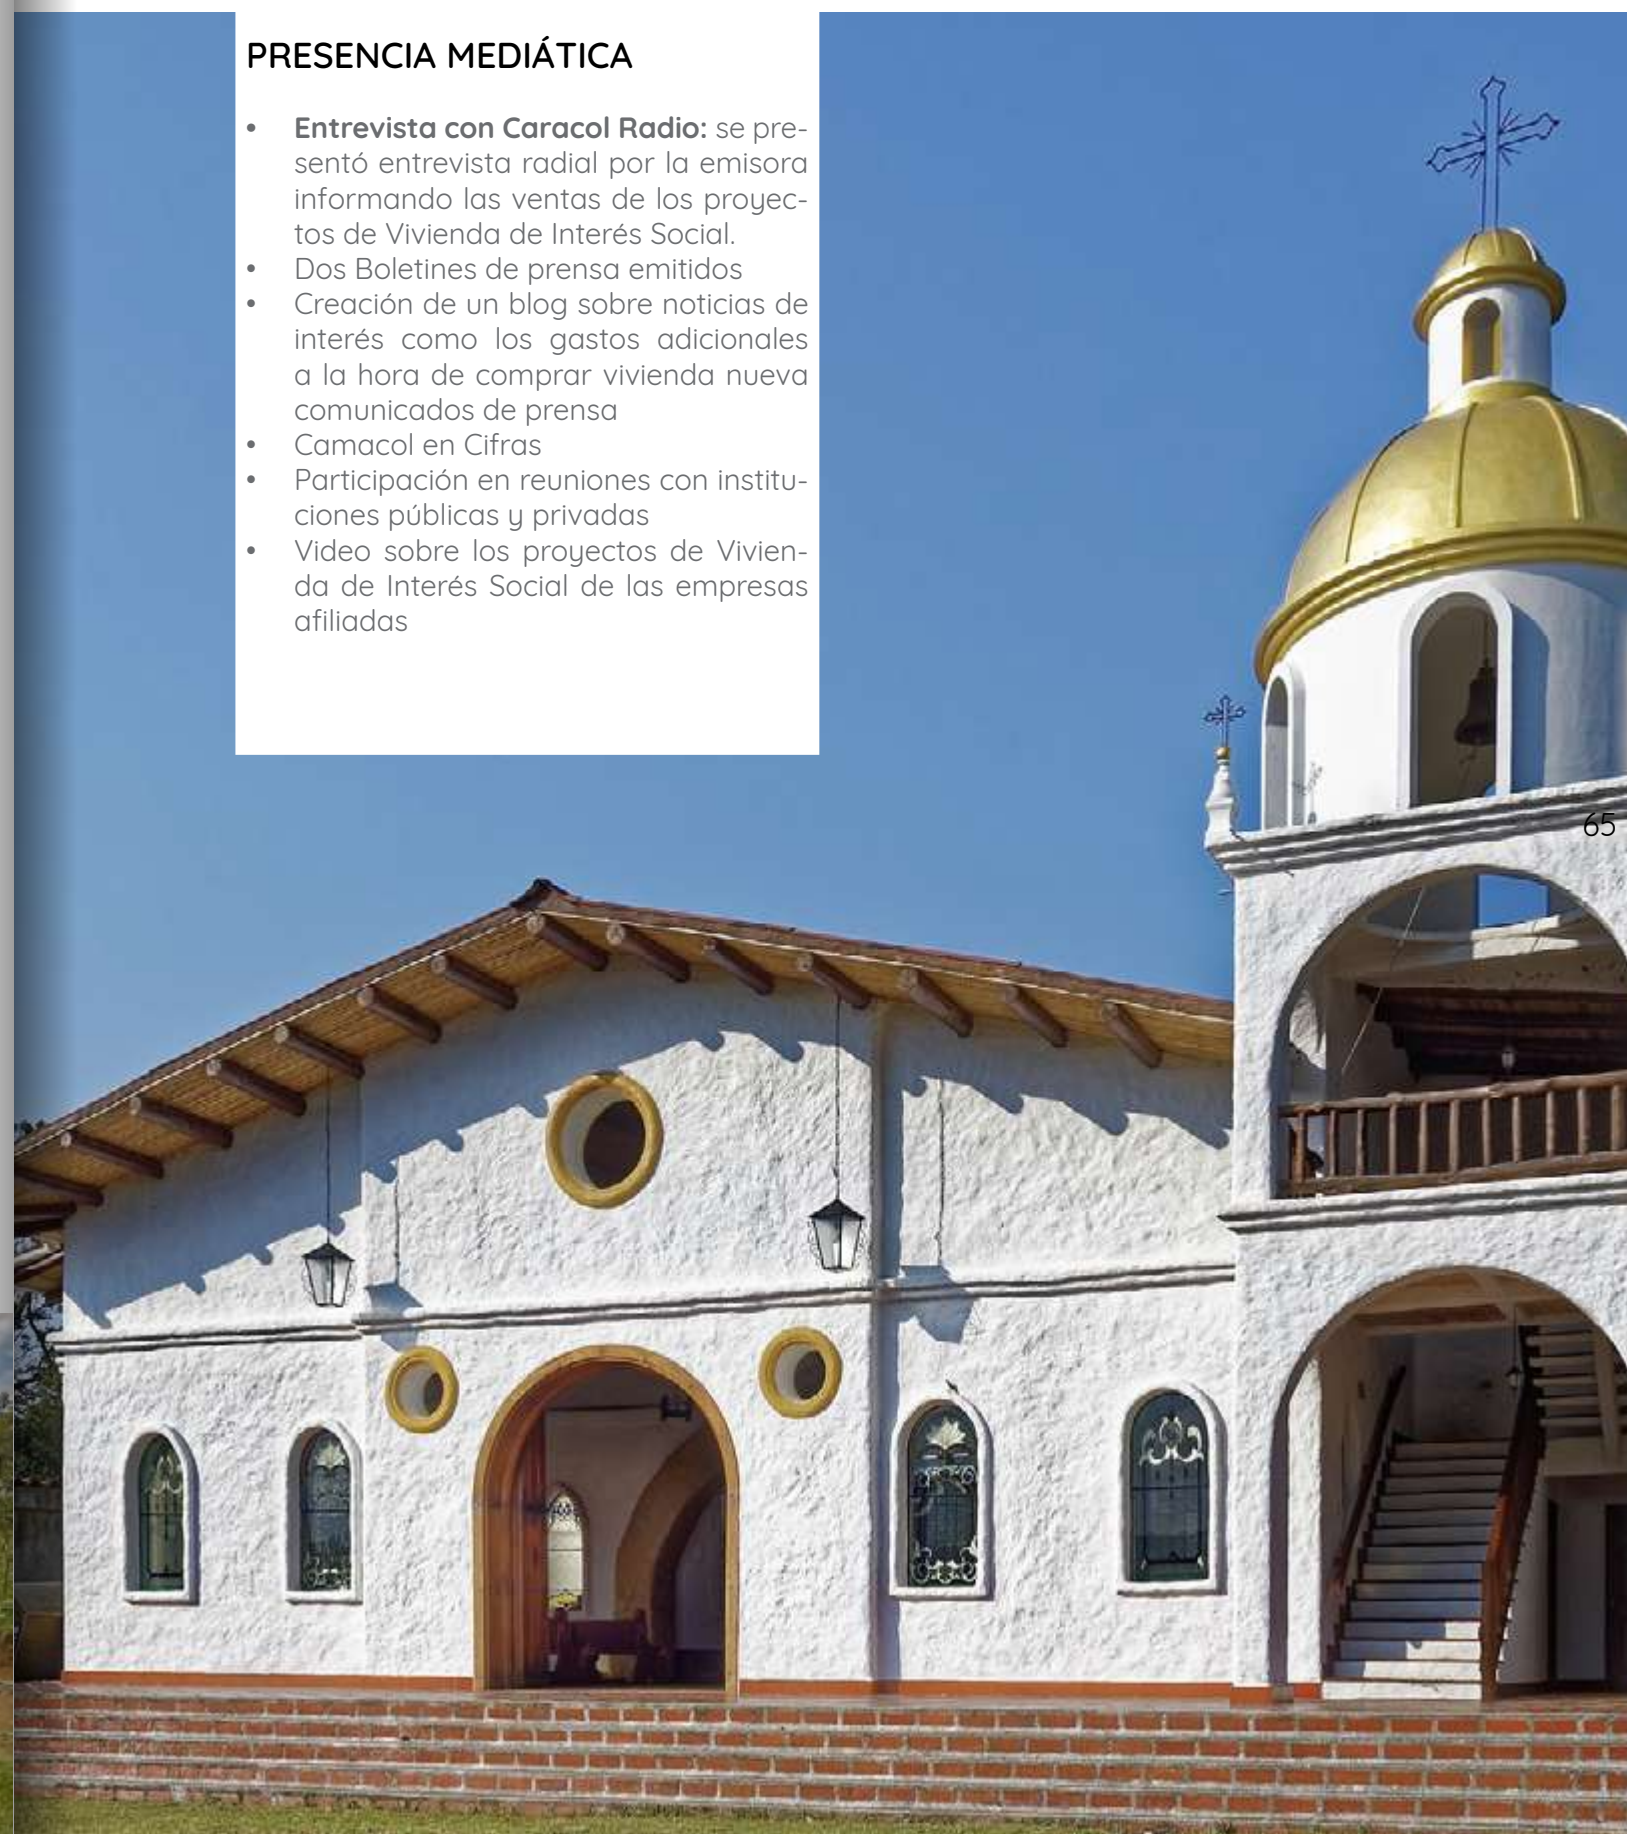 PRESENCIA MEDIÁTICA
• Entrevista con Caracol Radio: se pre-
sentó entrevista radial por la emisora
informando las ventas de los proyec-
tos de Vivienda de Interés Social.
• Dos Boletines de prensa emitidos
• Creación de un blog sobre noticias de
interés como los gastos adicionales
a la hora de comprar vivienda nueva
comunicados de prensa
• Camacol en Cifras
• Participación en reuniones con institu-
ciones públicas y privadas
• Video sobre los proyectos de Vivien-
da de Interés Social de las empresas
afiliadas
65